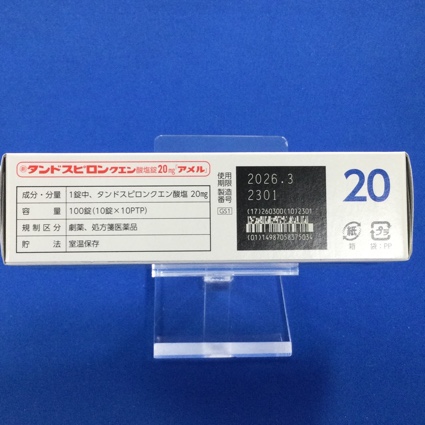 タンドスピロンクエン酸塩錠20mg「アメル」
成分・分量 1錠中、タンドスピロンクエン酸塩 20mg
容量 100錠(10錠×10PTP)
規制区分 劇薬、処方箋医薬品
貯法 室温保存
使用期限 2026.3
製造番号 2301
GS1
(17)260300(10)2301
(01)14987058375034
20
紙 プラ
箱 袋:PP